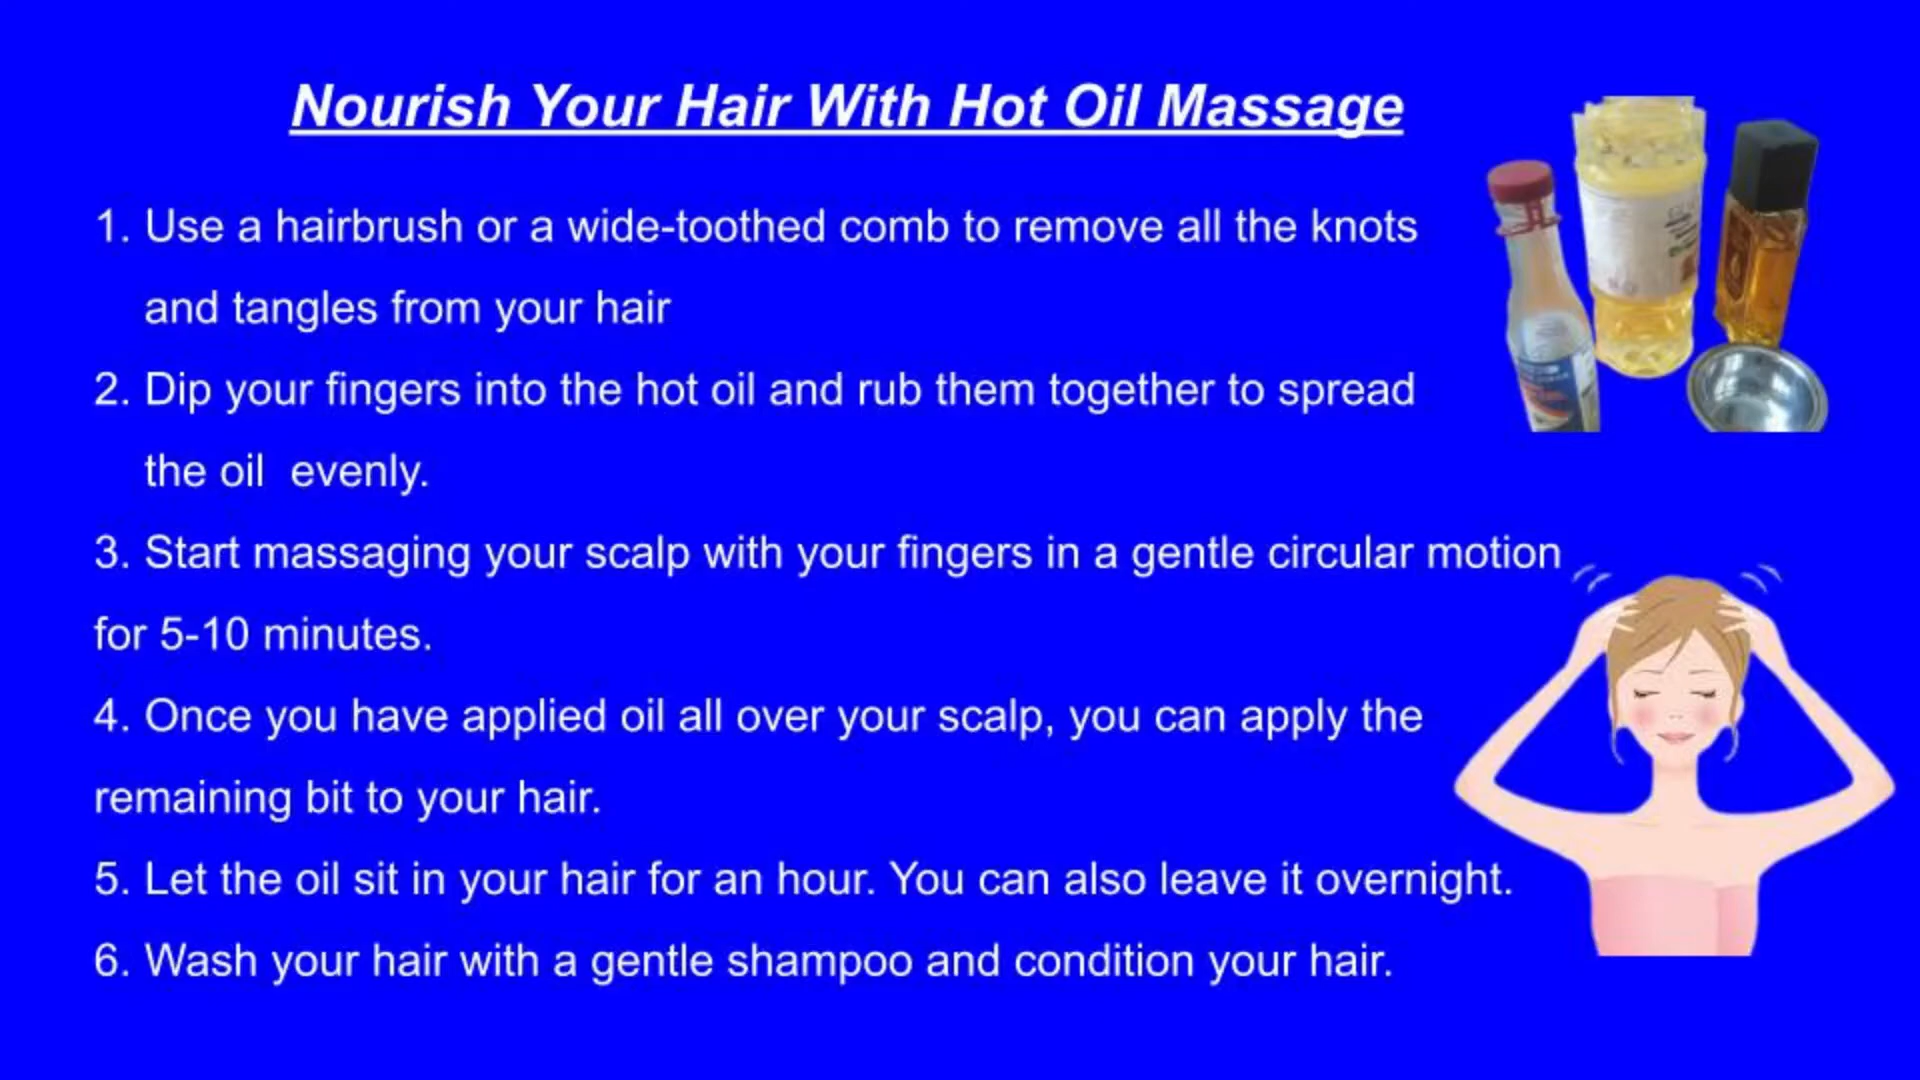 Nourish Your Hair With Hot Oil Massage
1. Use a hairbrush or a wide-toothed comb to remove all the knots
and tangles from your hair
2. Dip your fingers into the hot oil and rub them together to spread
the oil  evenly.
3. Start massaging your scalp with your fingers in a gentle circular motion
for 5-10 minutes.
4. Once you have applied oil all over your scalp, you can apply the
remaining bit to your hair.
5. Let the oil sit in your hair for an hour. You can also leave it overnight.
6. Wash your hair with a gentle shampoo and condition your hair.